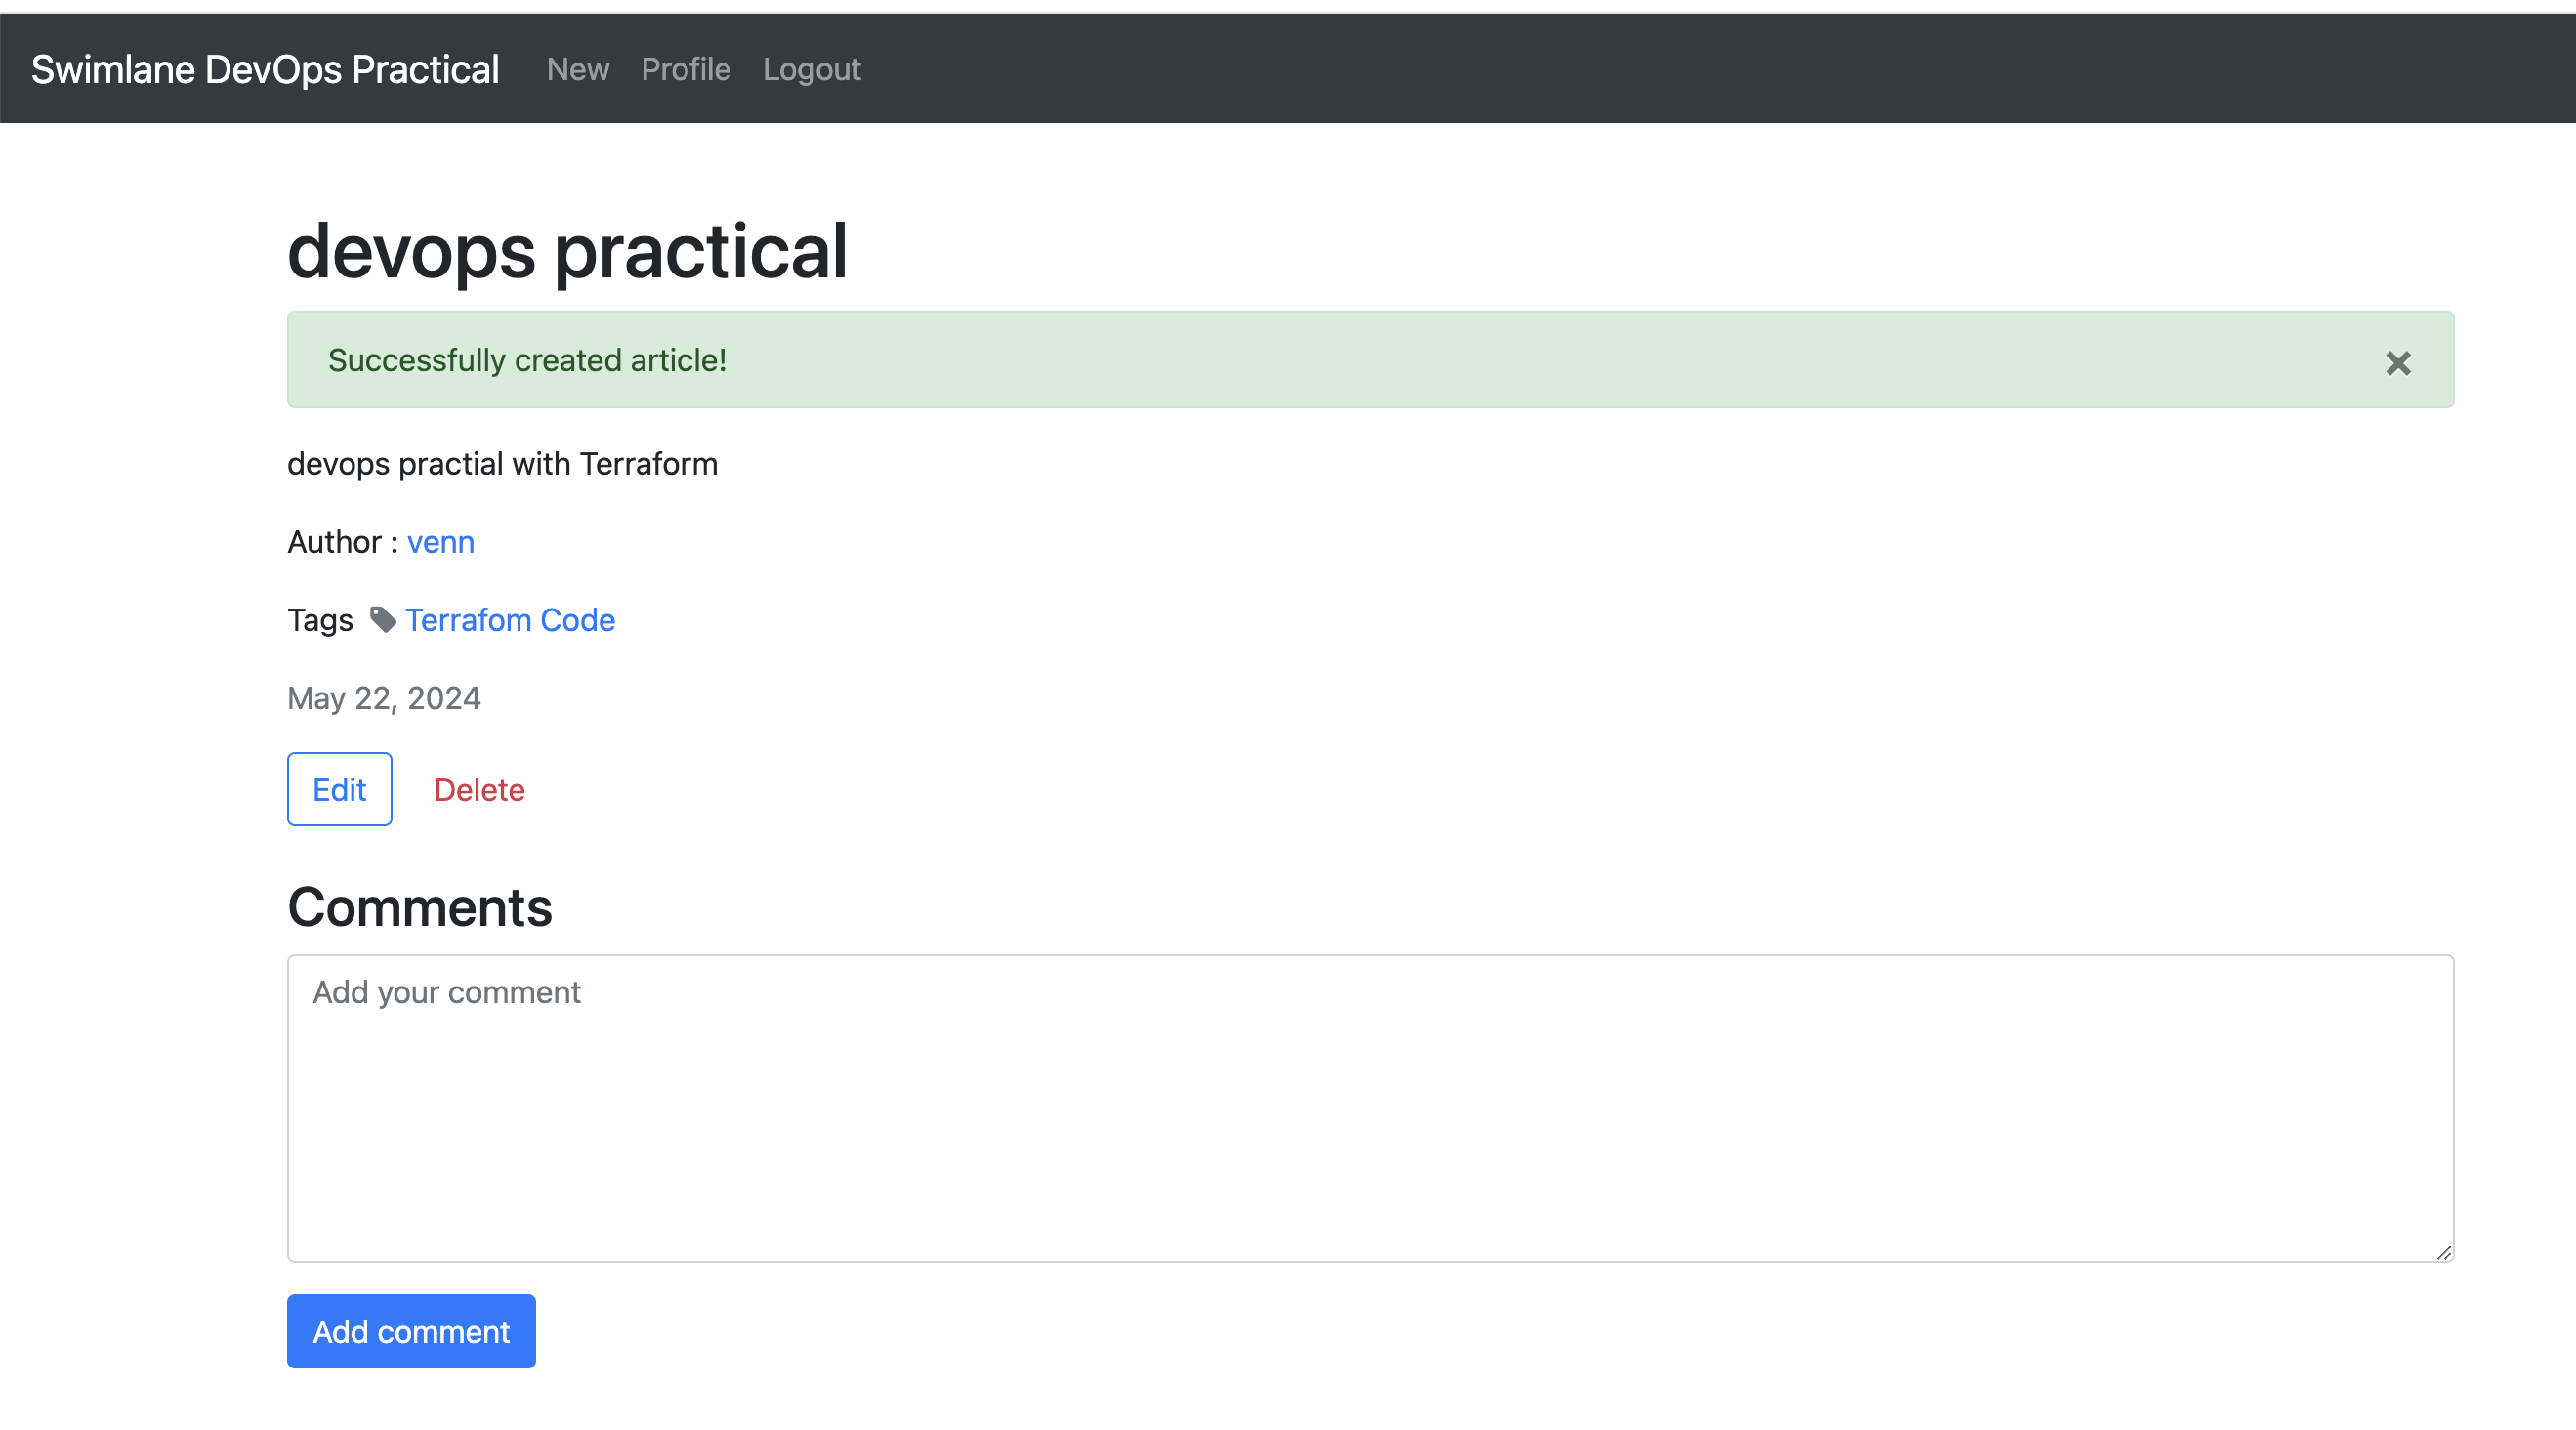 Swimlane DevOps Practical New Profile Logout
devops practical
Successfully created article!
devops practial with Terraform
Author : venn
Tags Terrafom Code
May 22, 2024
Edit Delete
Comments
Add your comment
Add comment